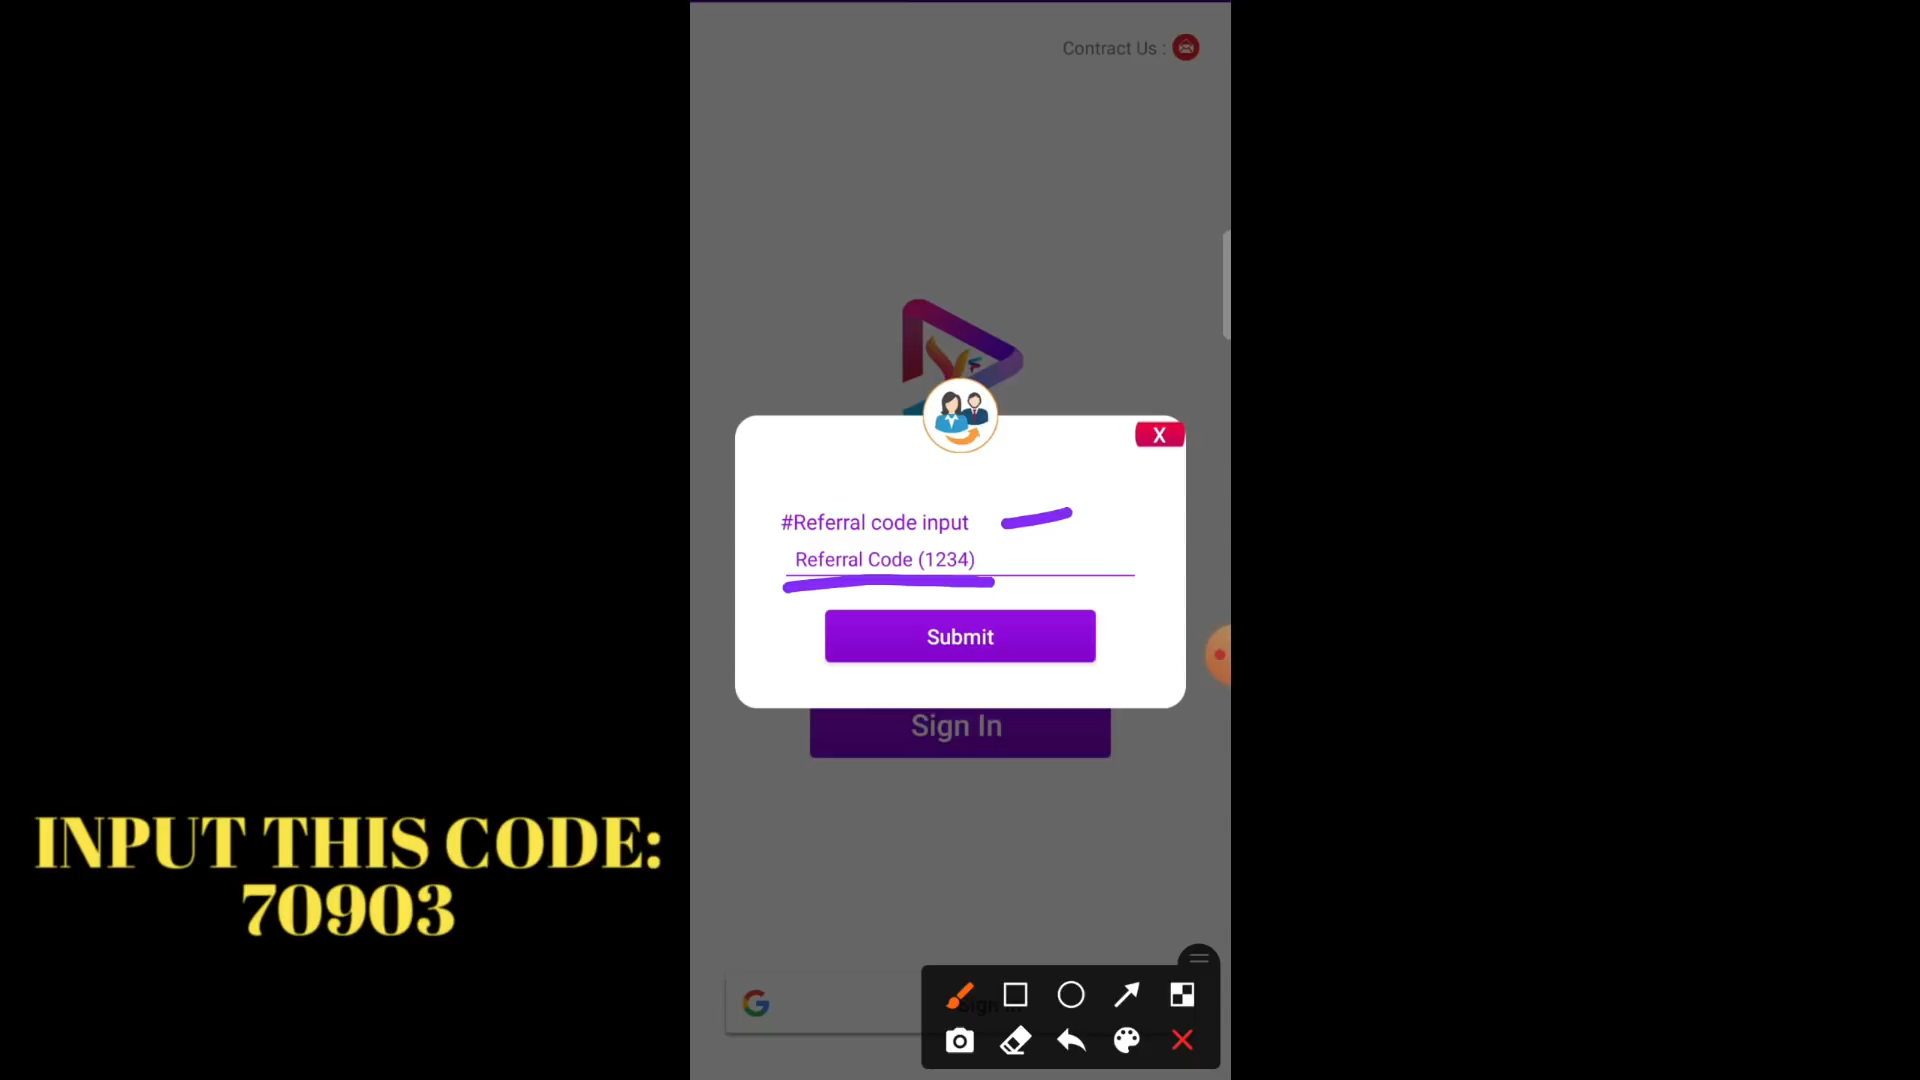 Contract Us :
X
#Referral code input
Referral Code (1234)
Submit
Sign In
INPUT THIS CODE:
70903
G